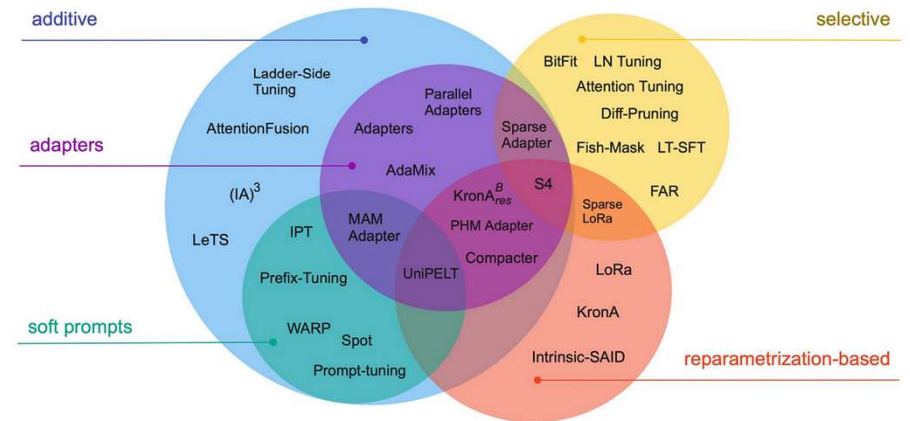 additive
selective
BitFit LN Tuning
Ladder-Side
Tuning
Attention Tuning
Parallel
Adapters
Diff-Pruning
AttentionFusion
Adapters
Sparse
Adapter
adapters
Fish-Mask LT-SFT
AdaMix
(IA)³
KronA^B_res
S4
FAR
Sparse
LoRa
MAM
Adapter
PHM Adapter
IPT
LeTS
Compacter
UniPELT
LoRa
Prefix-Tuning
KronA
soft prompts
WARP
Spot
Intrinsic-SAID
reparametrization-based
Prompt-tuning